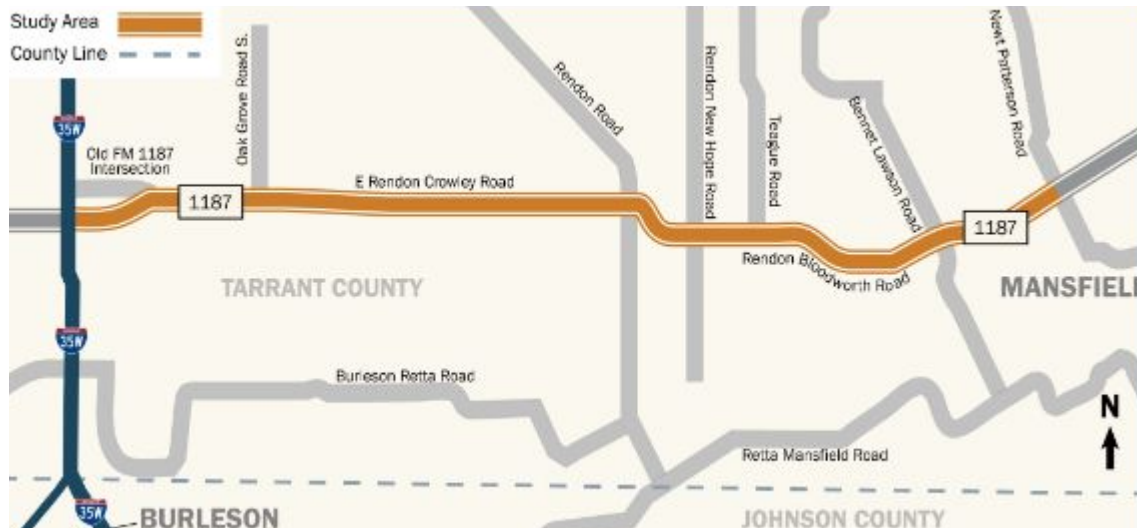 Study Area
County Line
35W
Old FM 1187
Intersection
Oak Grove Road S.
1187
E Rendon Crowley Road
Rendon Road
Rendon New Hope Road
Teague Road
Bennet Lawson Road
Newt Patterson Road
1187
Rendon Bloodworth Road
TARRANT COUNTY
MANSFIELD
35W
Burleson Retta Road
N
Retta Mansfield Road
35W
BURLESON
JOHNSON COUNTY